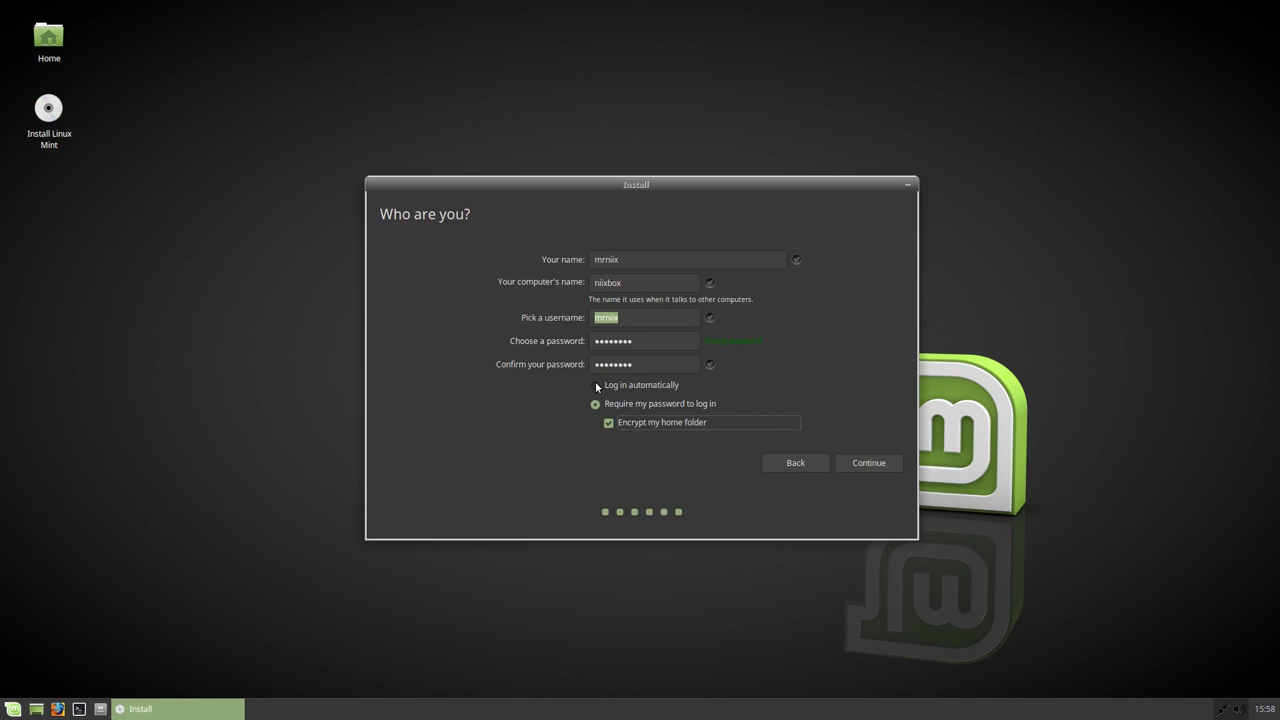 Home
Install Linux
Mint
Install
Who are you?
Your name: mrniix
Your computer's name: niixbox
The name it uses when it talks to other computers.
Pick a username: mrniix
Choose a password: ●●●●●●●●
Confirm your password: ●●●●●●●●
Log in automatically
Require my password to log in
Encrypt my home folder
Back Continue
Install
15:58